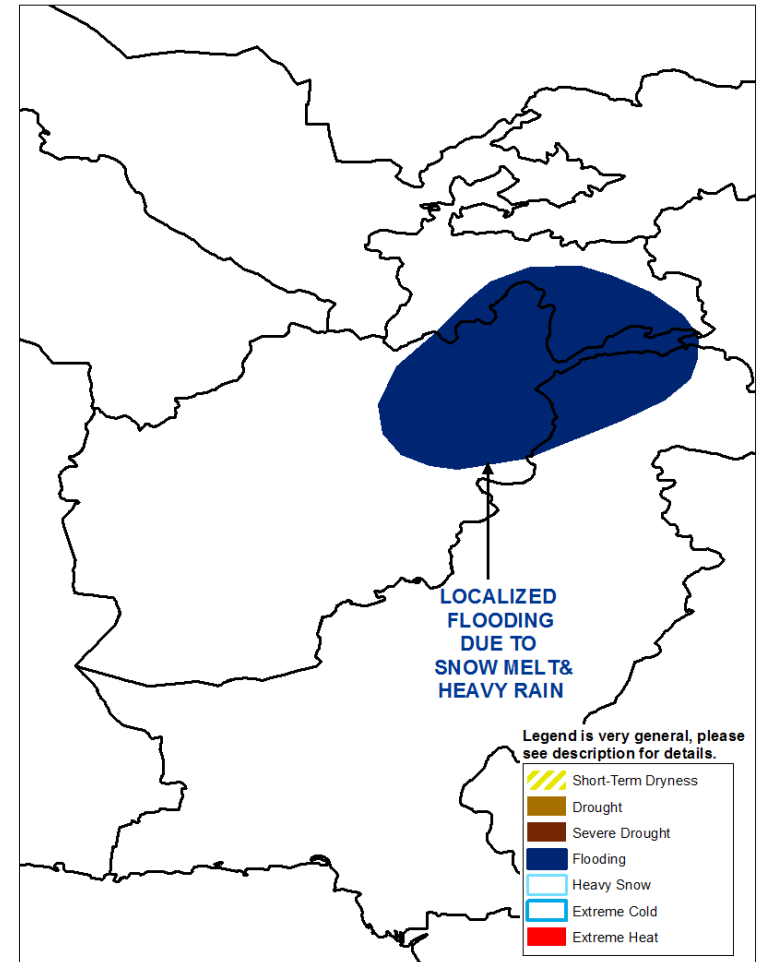 LOCALIZED
FLOODING
DUE TO
SNOW MELT&
HEAVY RAIN
Legend is very general, please
see description for details.
Short-Term Dryness
Drought
Severe Drought
Flooding
Heavy Snow
Extreme Cold
Extreme Heat